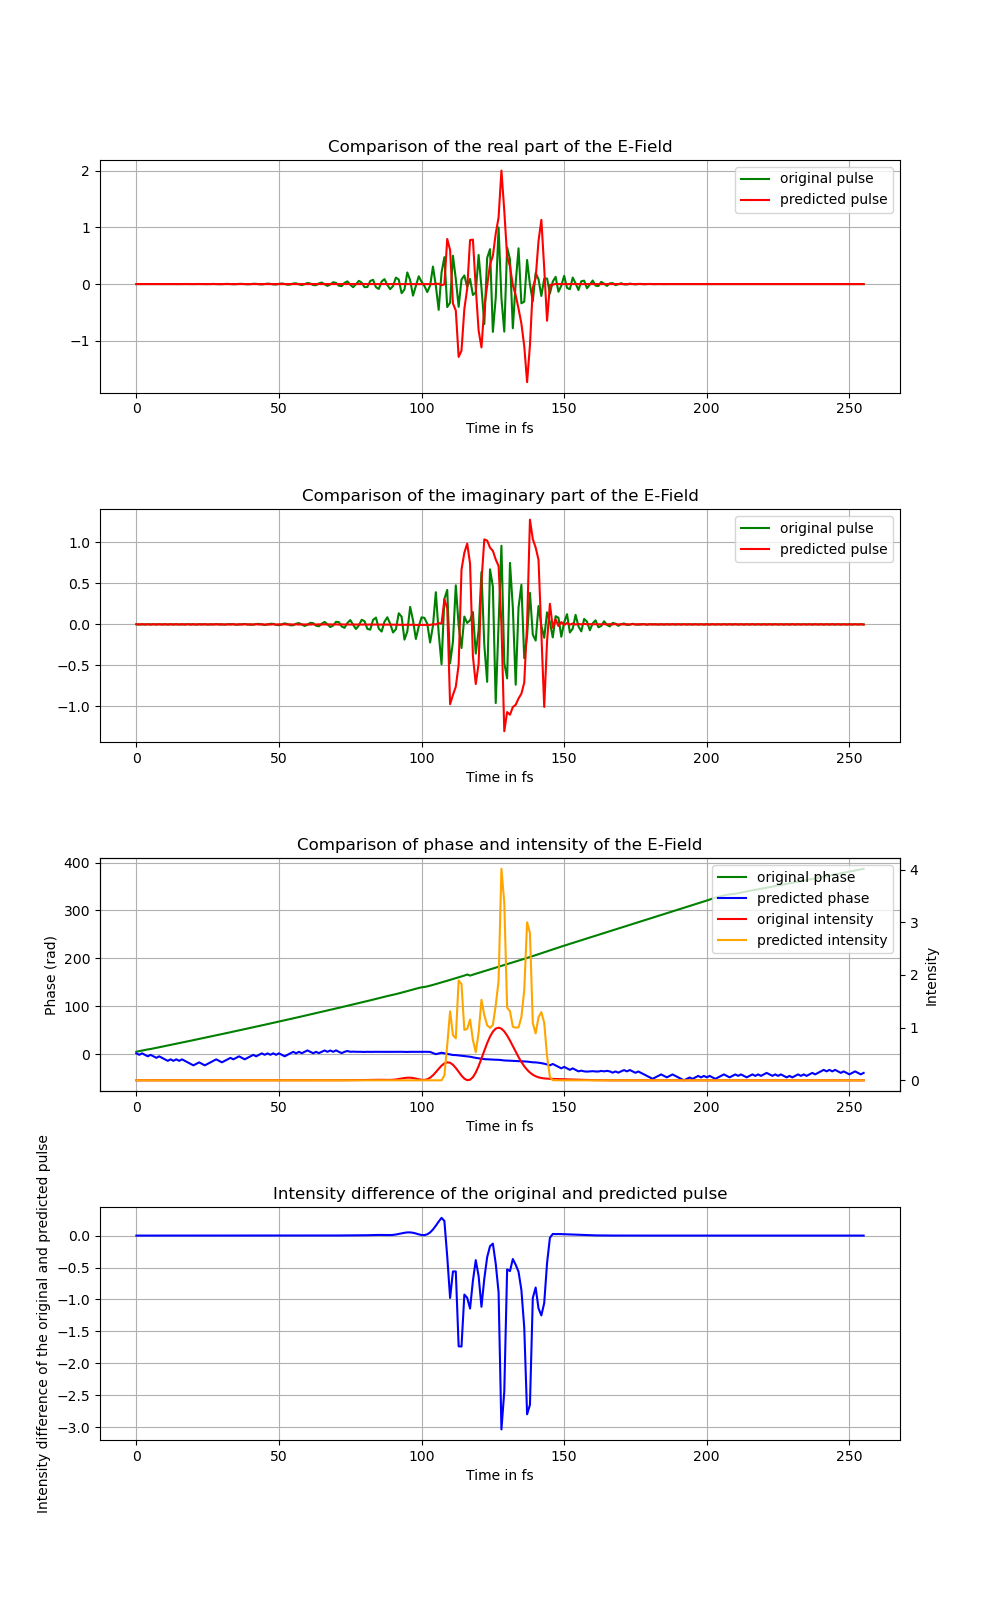 Comparison of the real part of the E-Field
original pulse
predicted pulse
2
1
0
−1
0 50 100 150 200 250
Time in fs
Comparison of the imaginary part of the E-Field
original pulse
predicted pulse
1.0
0.5
0.0
−0.5
−1.0
0 50 100 150 200 250
Time in fs
Comparison of phase and intensity of the E-Field
original phase
predicted phase
original intensity
predicted intensity
Phase (rad)
400
300
200
100
0
Intensity
4
3
2
1
0
0 50 100 150 200 250
Time in fs
Intensity difference of the original and predicted pulse
Intensity difference of the original and predicted pulse
0.0
−0.5
−1.0
−1.5
−2.0
−2.5
−3.0
0 50 100 150 200 250
Time in fs